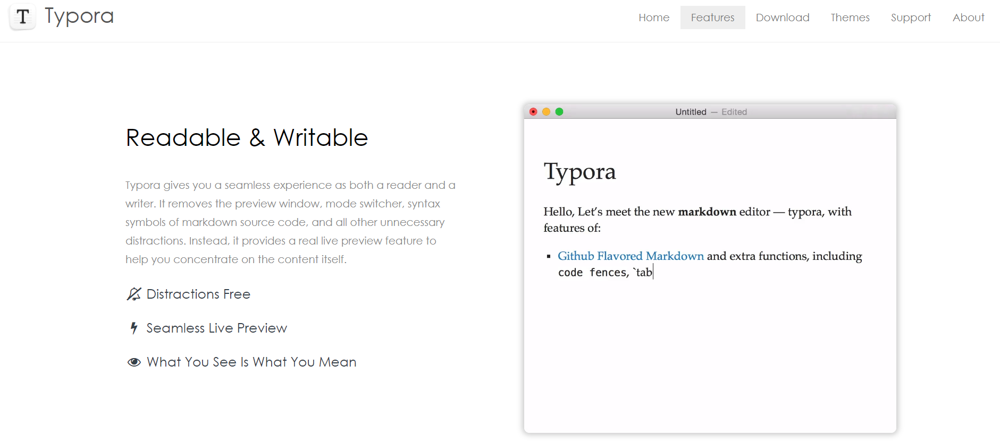 T Typora
Home Features Download Themes Support About
Untitled — Edited
Readable & Writable
Typora gives you a seamless experience as both a reader and a
writer. It removes the preview window, mode switcher, syntax
symbols of markdown source code, and all other unnecessary
distractions. Instead, it provides a real live preview feature to
help you concentrate on the content itself.
Distractions Free
Seamless Live Preview
What You See Is What You Mean
Typora
Hello, Let’s meet the new markdown editor — typora, with
features of:
▪ Github Flavored Markdown and extra functions, including
code fences, `tab